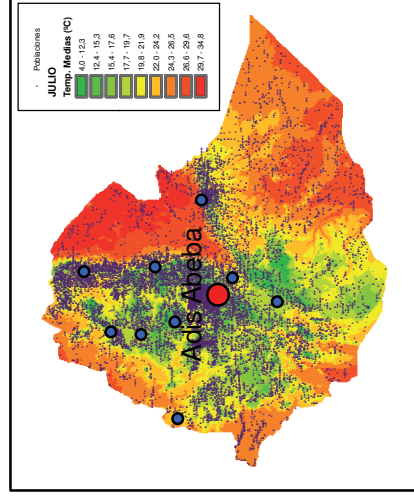 · Poblaciones
JULIO
Temp. Medias (ºC)
4,0 - 12,3
12,4 - 15,3
15,4 - 17,6
17,7 - 19,7
19,8 - 21,9
22,0 - 24,2
24,3 - 26,5
26,6 - 29,6
29,7 - 34,8
Adis Abeba